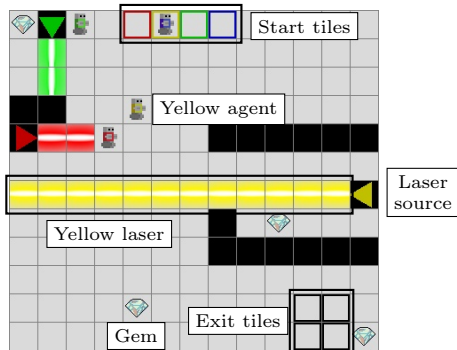 Start tiles
Yellow agent
Laser
source
Yellow laser
Exit tiles
Gem